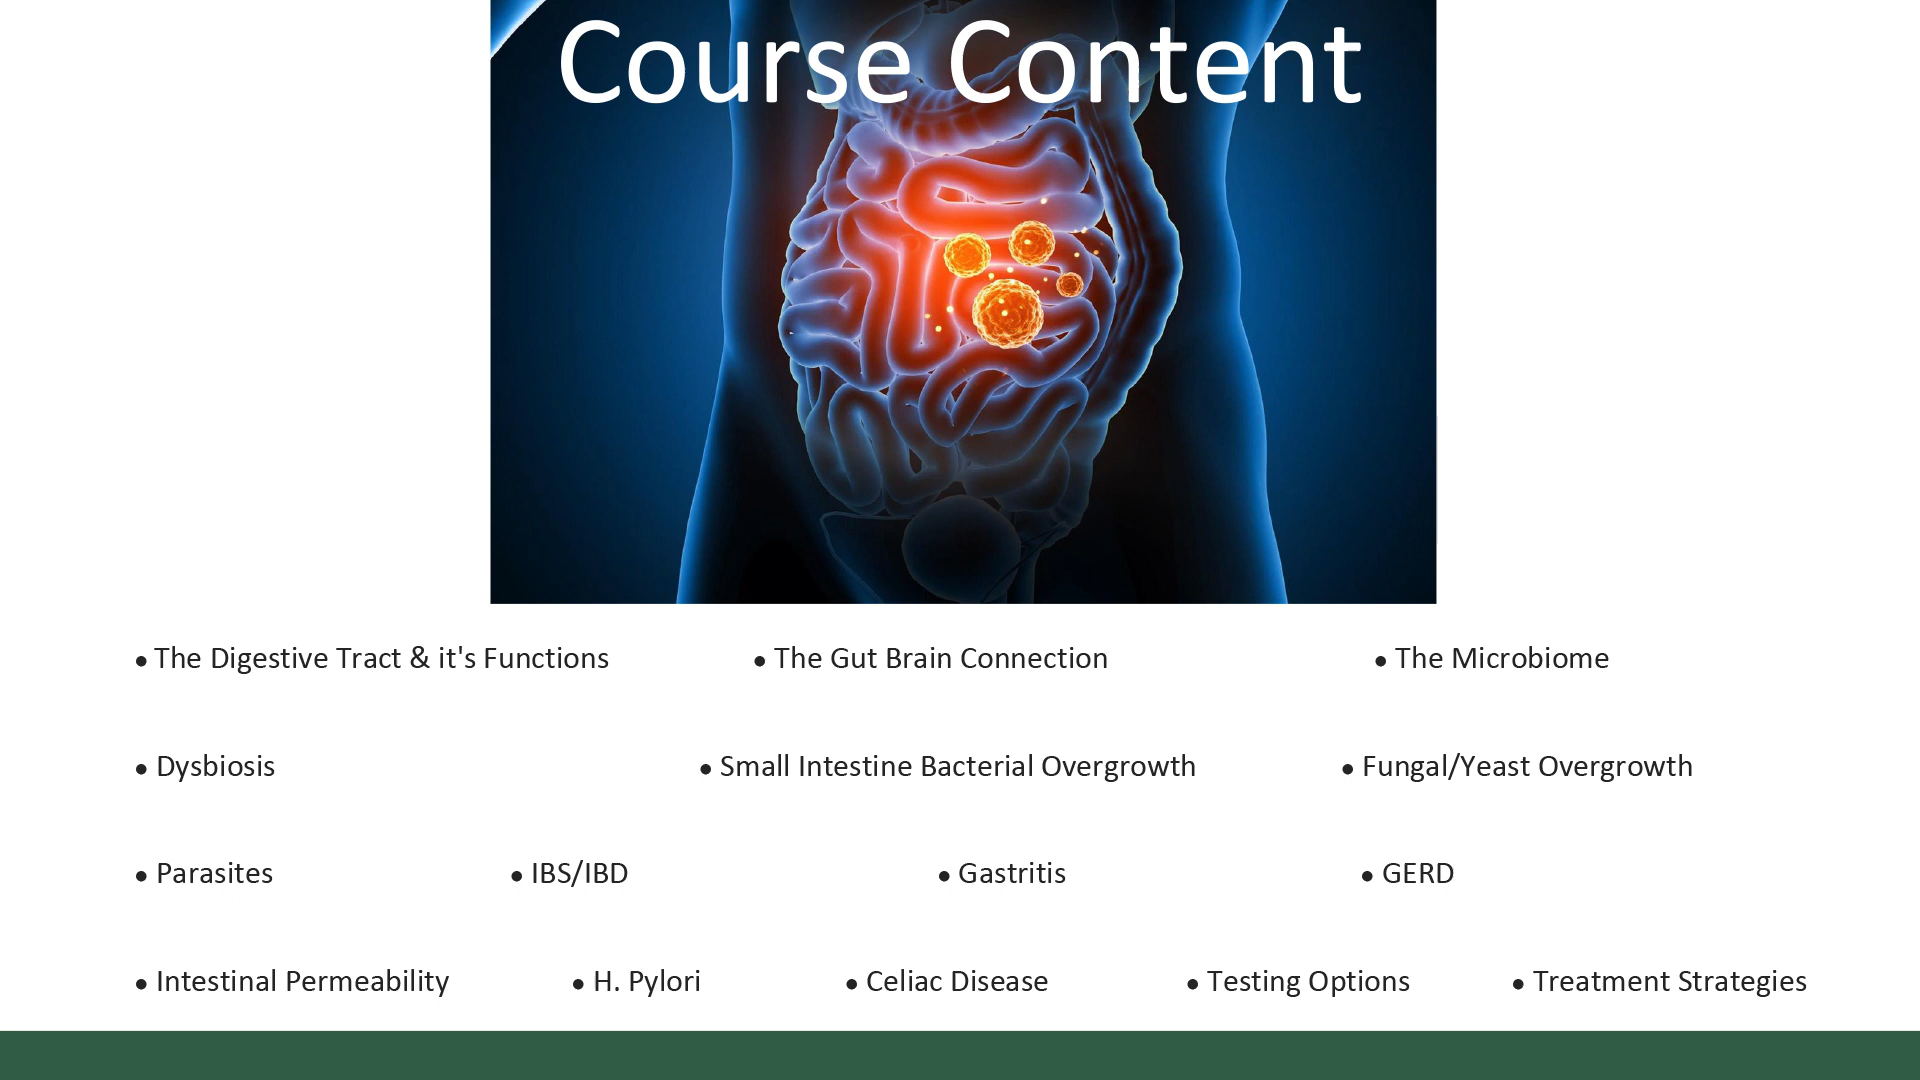 Course Content
• The Digestive Tract & it's Functions • The Gut Brain Connection • The Microbiome
• Dysbiosis • Small Intestine Bacterial Overgrowth • Fungal/Yeast Overgrowth
• Parasites • IBS/IBD • Gastritis • GERD
• Intestinal Permeability • H. Pylori • Celiac Disease • Testing Options • Treatment Strategies